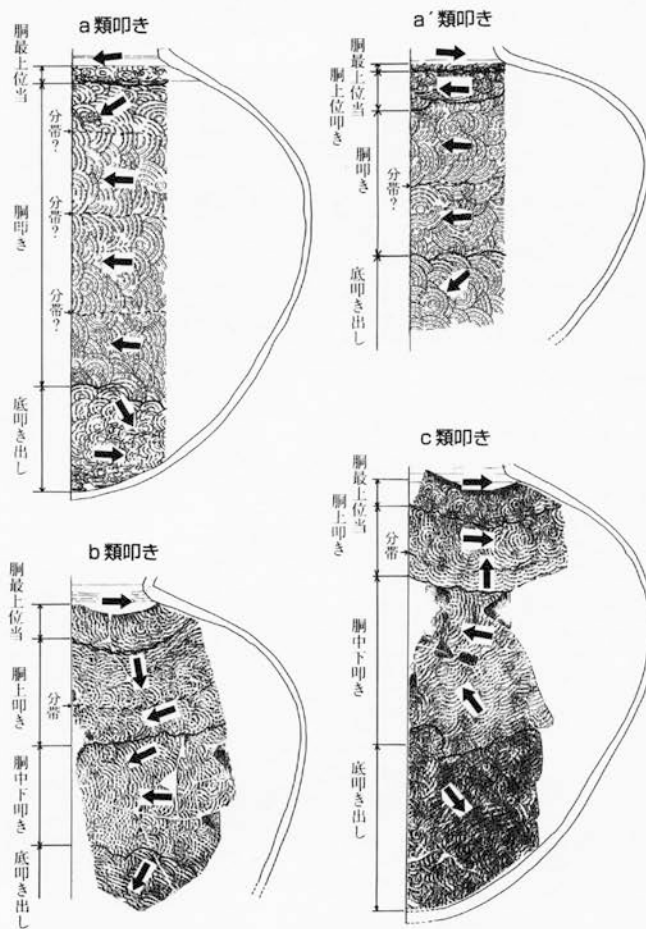 a類叩き
胴最上位当
胴叩き
分帯?
分帯?
分帯?
底叩き出し
a´類叩き
胴最上位当
胴上位叩き
胴叩き
分帯?
底叩き出し
b類叩き
胴最上位当
胴上叩き
分帯
胴中下叩き
底叩き出し
c類叩き
胴最上位当
胴上叩き
分帯
胴中下叩き
底叩き出し